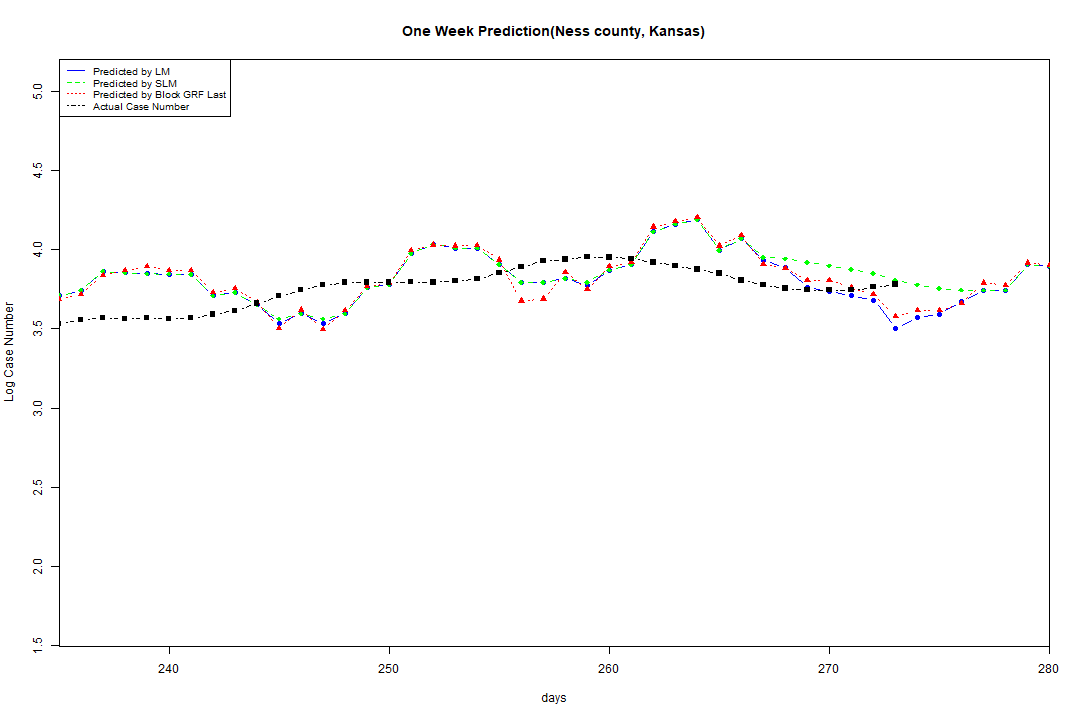 One Week Prediction(Ness county, Kansas)
Predicted by LM
Predicted by SLM
Predicted by Block GRF Last
Actual Case Number
5.0
4.5
4.0
3.5
3.0
2.5
2.0
1.5
Log Case Number
240
250
260
270
280
days